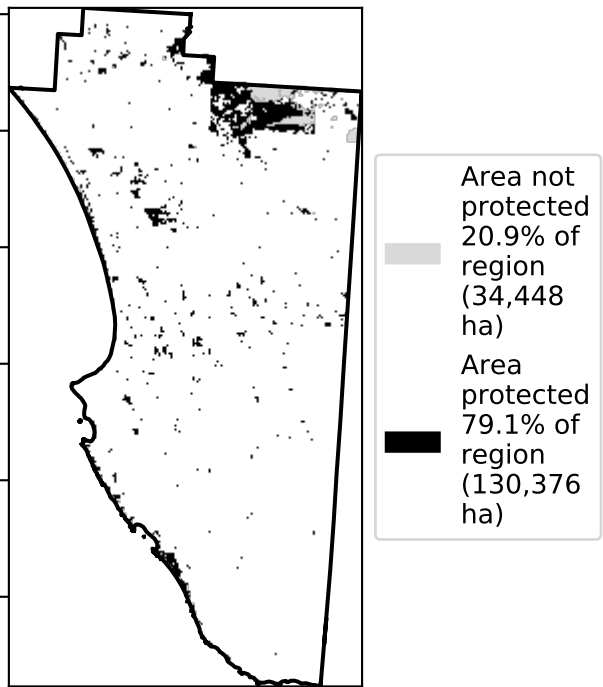 Area not
protected
20.9% of
region
(34,448
ha)
Area
protected
79.1% of
region
(130,376
ha)